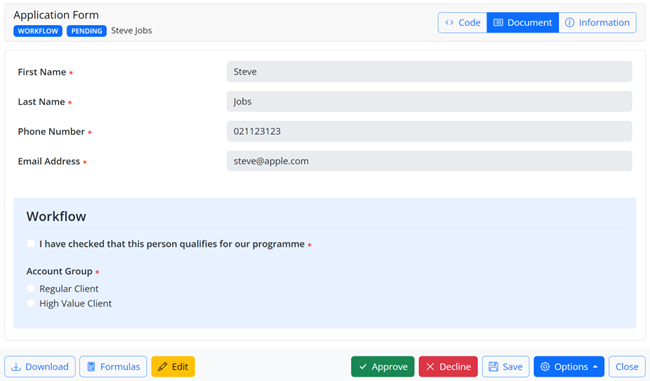 Application Form
WORKFLOW PENDING Steve Jobs
Code Document Information
First Name * Steve
Last Name * Jobs
Phone Number * 021123123
Email Address * steve@apple.com
Workflow
I have checked that this person qualifies for our programme *
Account Group *
Regular Client
High Value Client
Download Formulas Edit Approve Decline Save Options Close